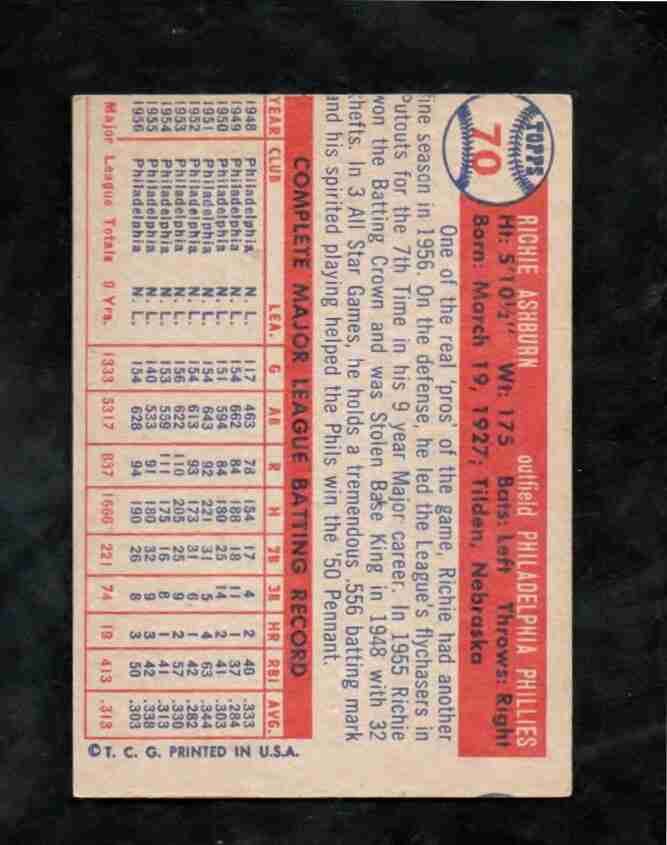 TOPPS
70
RICHIE ASHBURN outfield PHILADELPHIA PHILLIES
Ht: 5'10½" Wt: 175 Bats: Left Throws: Right
Born: March 19, 1927; Tilden, Nebraska
One of the real 'pros' of the game, Richie had another
fine season in 1956. On the defense, he led the League's flychasers in
Putouts for the 7th Time in his 9 year Major career. In 1955 Richie
won the Batting Crown and was Stolen Base King in 1948 with 32
thefts. In 3 All Star Games, he holds a tremendous .556 batting mark
and his spirited playing helped the Phils win the '50 Pennant.
COMPLETE MAJOR LEAGUE BATTING RECORD
YEAR CLUB LEA. G AB R H 2B 3B HR RBI AVG.
1948 Philadelphia N. L. 117 463 78 154 17 4 2 40 .333
1949 Philadelphia N. L. 154 662 84 188 18 11 1 37 .284
1950 Philadelphia N. L. 151 594 84 180 25 14 2 41 .303
1951 Philadelphia N. L. 154 643 92 221 31 5 4 63 .344
1952 Philadelphia N. L. 154 613 93 173 31 6 1 42 .282
1953 Philadelphia N. L. 156 622 110 205 25 9 2 57 .330
1954 Philadelphia N. L. 153 559 111 175 16 8 1 41 .313
1955 Philadelphia N. L. 140 533 91 180 32 9 3 42 .338
1956 Philadelphia N. L. 154 628 94 190 26 8 3 50 .303
Major League Totals 9 Yrs. 1333 5317 837 1666 221 74 19 413 .313
© T. C. G. PRINTED IN U.S.A.